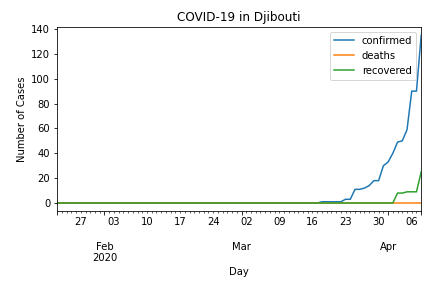 COVID-19 in Djibouti
140
120
100
80
60
40
20
0
Number of Cases
confirmed
deaths
recovered
27 03 10 17 24 02 09 16 23 30 06
Feb Mar Apr
2020
Day